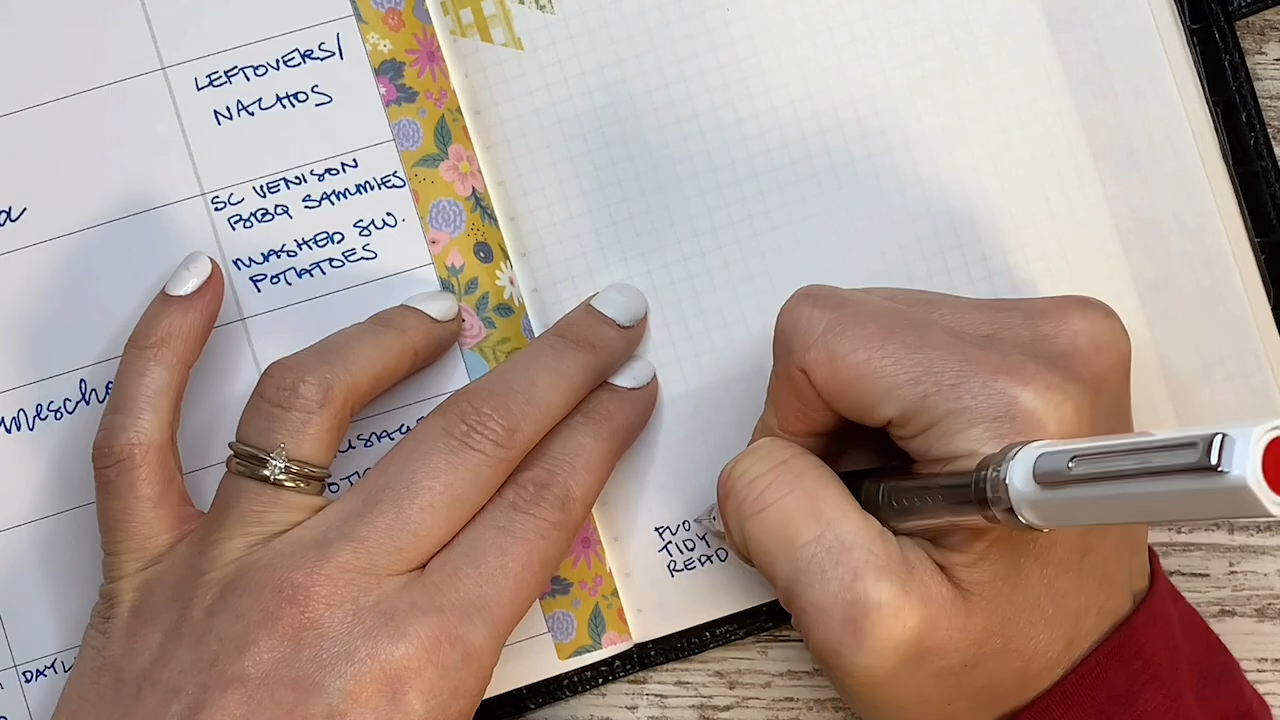 LEFTOVERS/
NACHOS
SC VENISON
BBQ SAMMIES
MASHED SW.
POTATOES
TIDY
READ